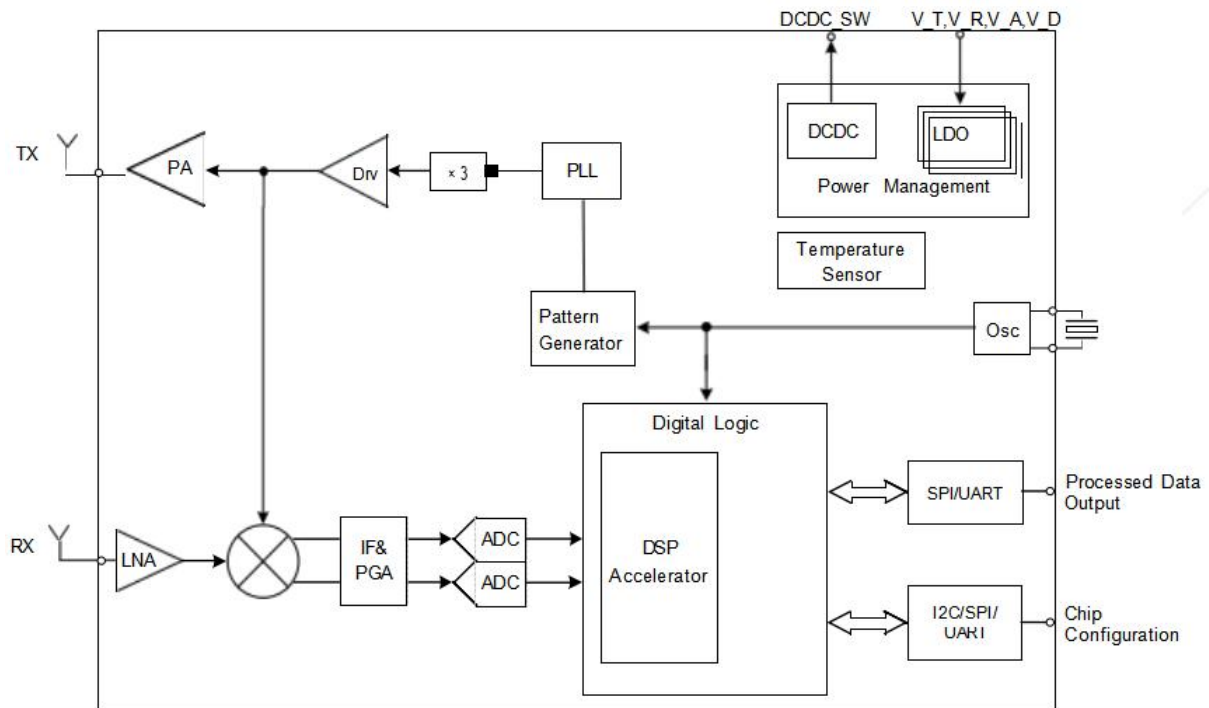 DCDC_SW
V_T,V_R,V_A,V_D
DCDC
LDO
Power Management
TX
PA
Drv
× 3
PLL
Temperature
Sensor
Pattern
Generator
Osc
Digital Logic
SPI/UART
Processed Data
Output
RX
LNA
IF&
PGA
ADC
ADC
DSP
Accelerator
I2C/SPI/
UART
Chip
Configuration